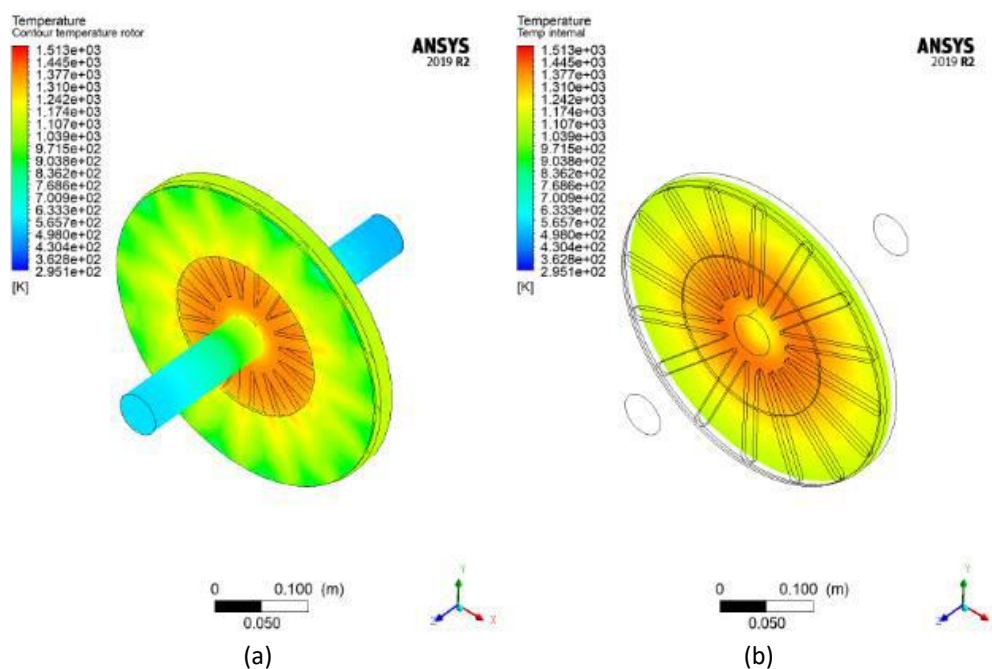 Temperature
Contour temperature rotor
1.513e+03
1.445e+03
1.377e+03
1.310e+03
1.242e+03
1.174e+03
1.107e+03
1.039e+03
9.715e+02
9.038e+02
8.362e+02
7.686e+02
7.009e+02
6.333e+02
5.657e+02
4.980e+02
4.304e+02
3.628e+02
2.951e+02
[K]
ANSYS
2019 R2
0 0.100 (m)
0.050
Y
Z X
(a)
Temperature
Temp internal
1.513e+03
1.445e+03
1.377e+03
1.310e+03
1.242e+03
1.174e+03
1.107e+03
1.039e+03
9.715e+02
9.038e+02
8.362e+02
7.686e+02
7.009e+02
6.333e+02
5.657e+02
4.980e+02
4.304e+02
3.628e+02
2.951e+02
[K]
ANSYS
2019 R2
0 0.100 (m)
0.050
Y
Z
(b)